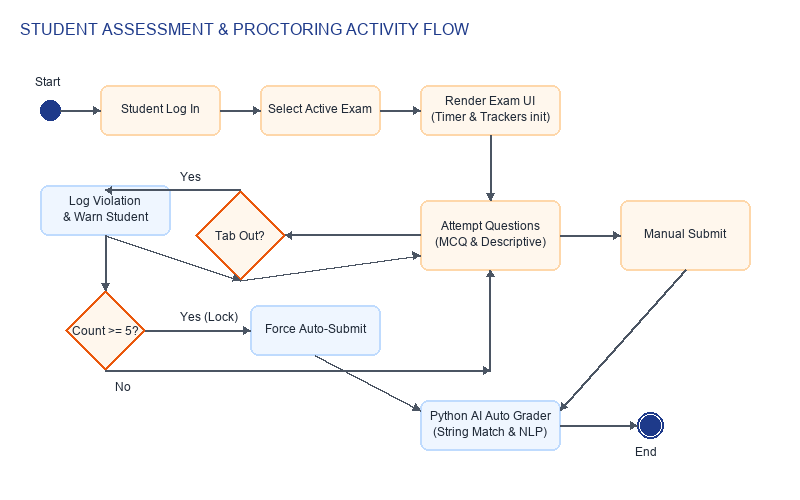 STUDENT ASSESSMENT & PROCTORING ACTIVITY FLOW
Start
Student Log In
Select Active Exam
Render Exam UI
(Timer & Trackers init)
Yes
Log Violation
& Warn Student
Tab Out?
Attempt Questions
(MCQ & Descriptive)
Manual Submit
Count >= 5?
Yes (Lock)
Force Auto-Submit
No
Python AI Auto Grader
(String Match & NLP)
End